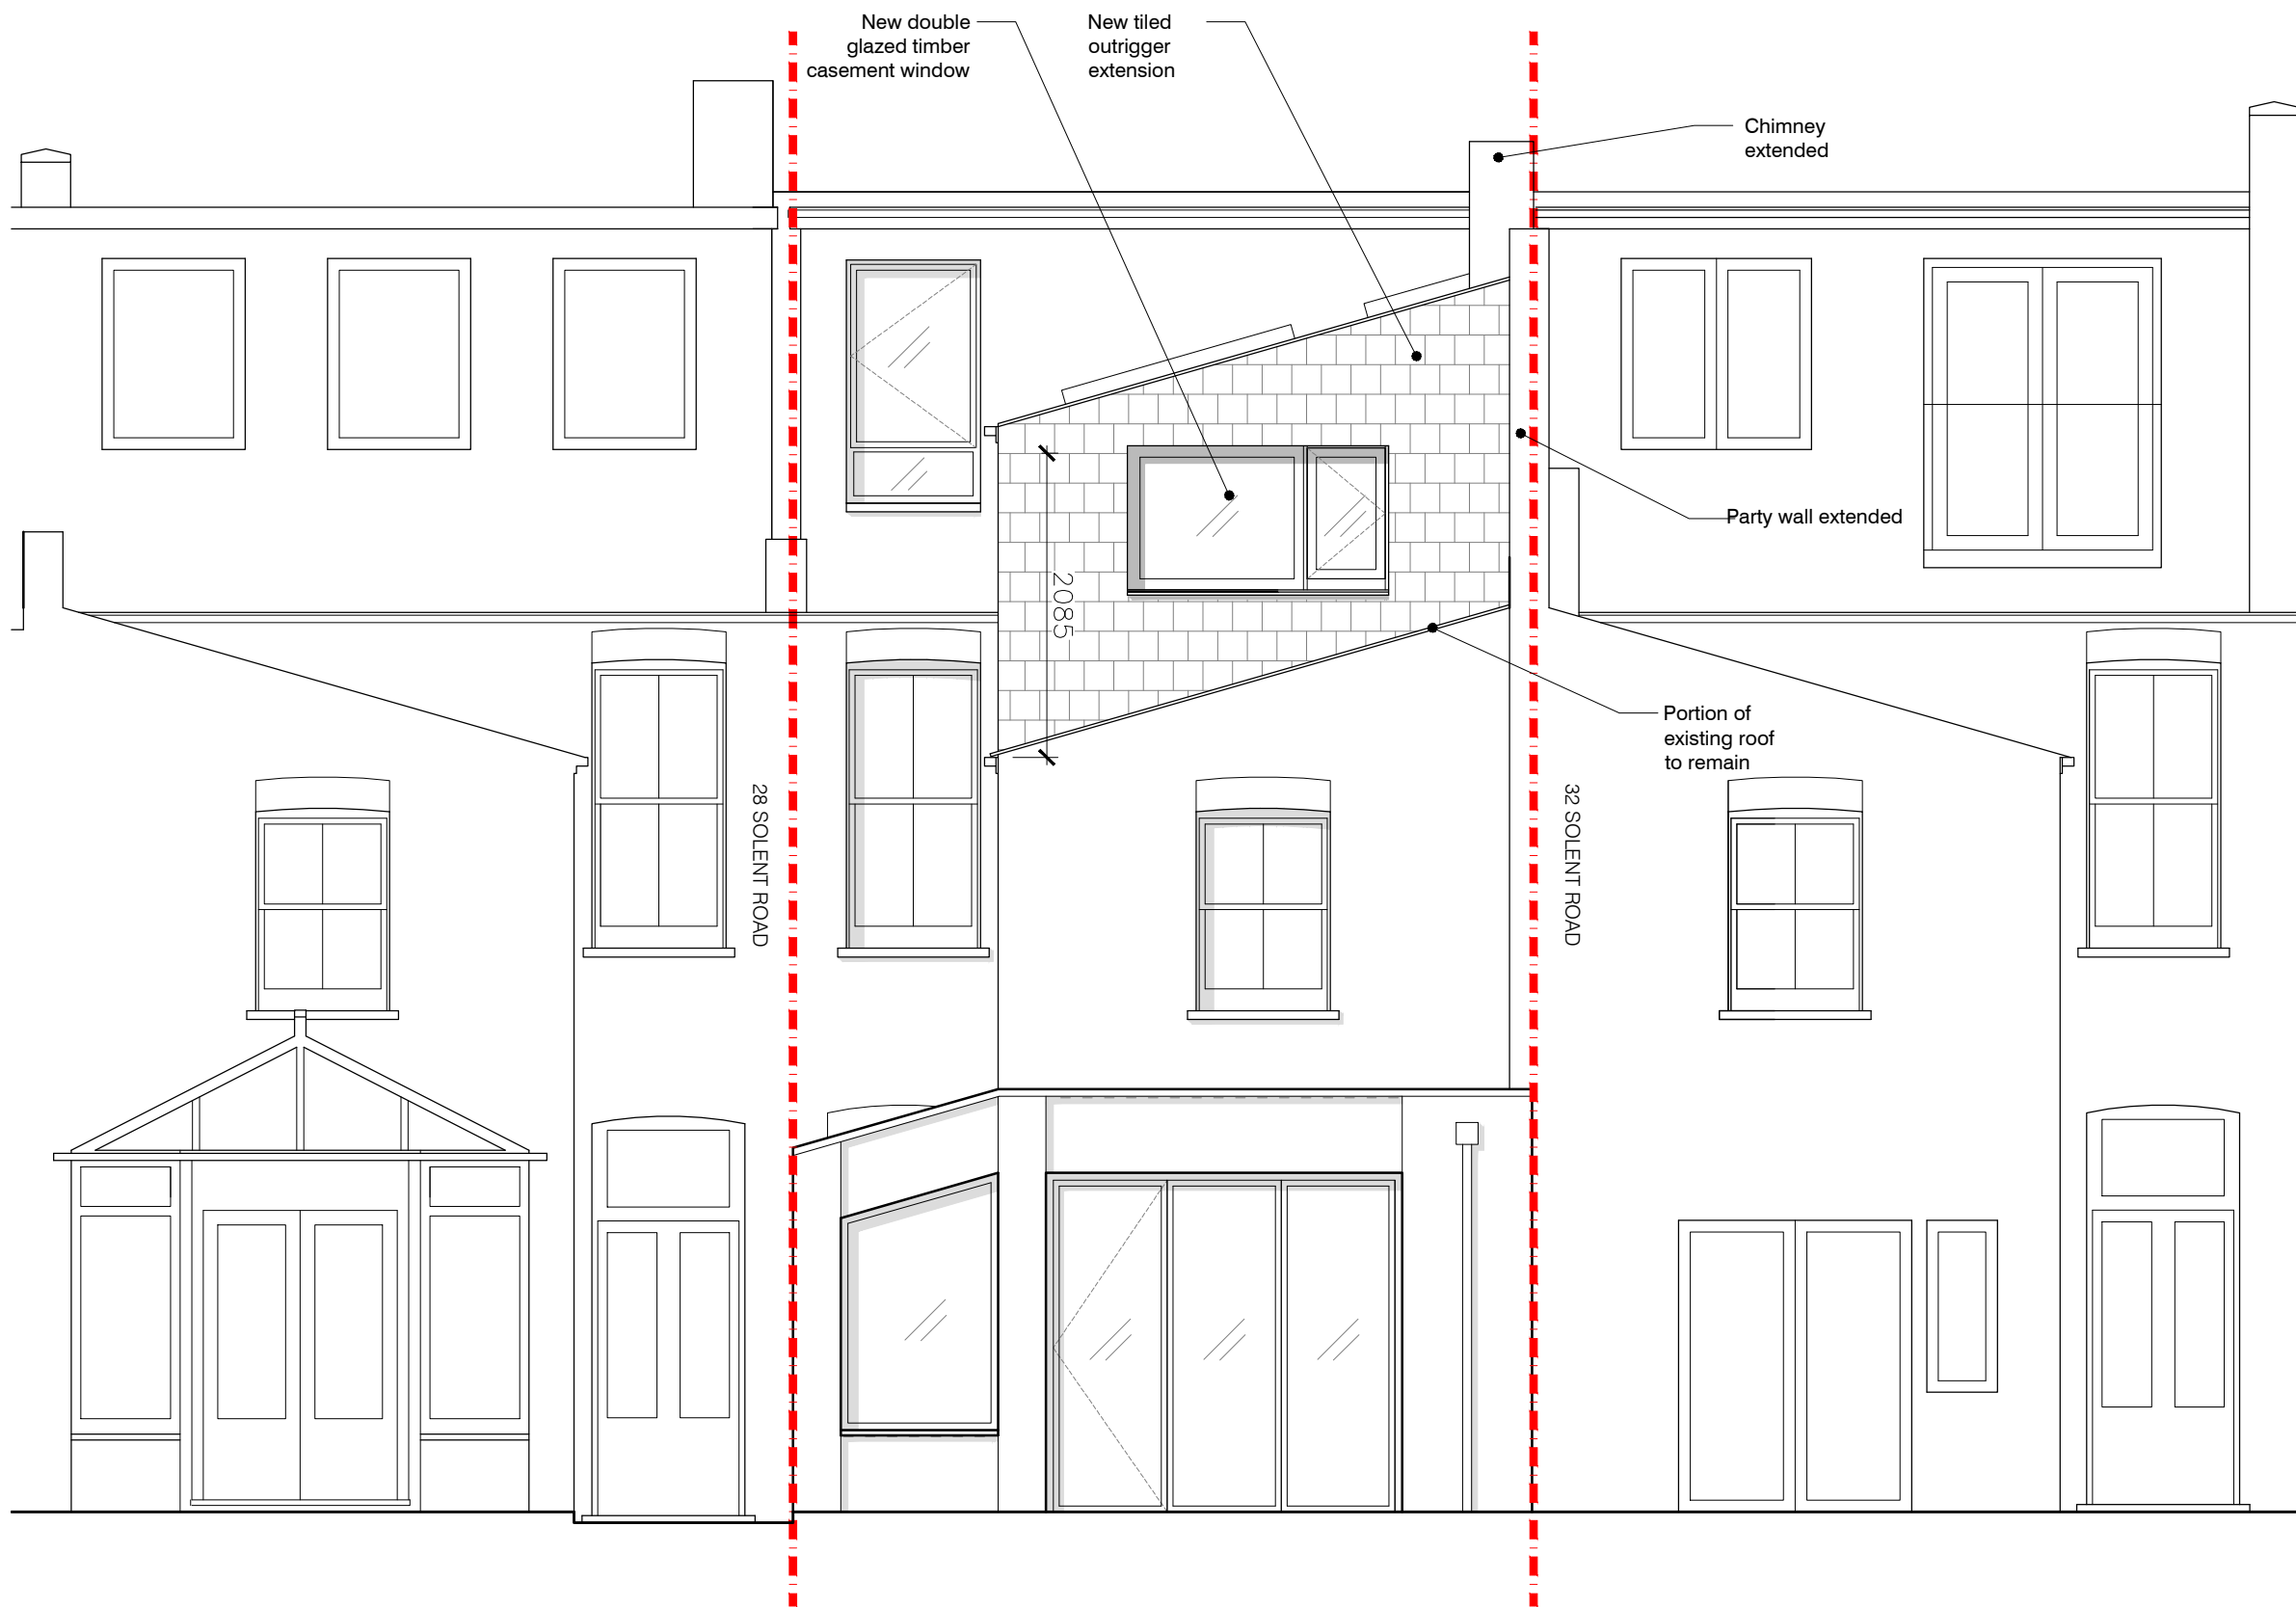 New double
glazed timber
casement window
New tiled
outrigger
extension
Chimney
extended
Party wall extended
2085
Portion of
existing roof
to remain
28 SOLENT ROAD
32 SOLENT ROAD